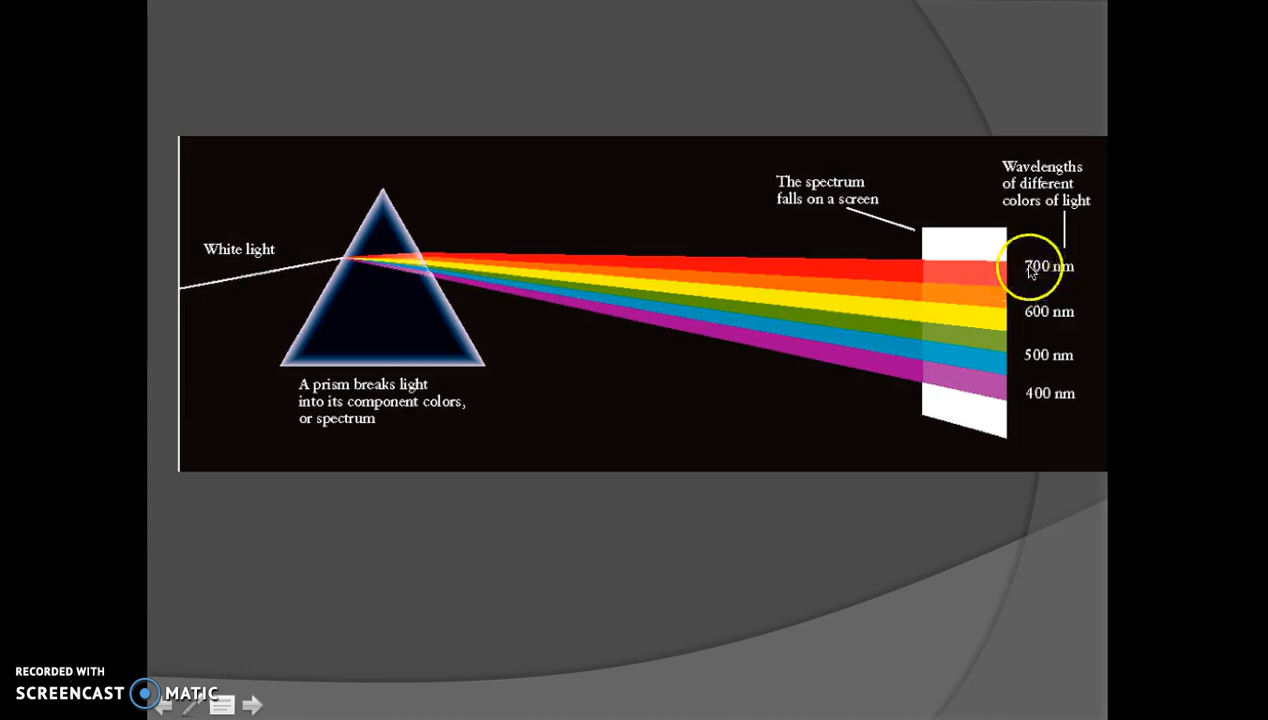 Wavelengths
of different
colors of light
The spectrum
falls on a screen
White light
700 nm
600 nm
500 nm
400 nm
A prism breaks light
into its component colors,
or spectrum
RECORDED WITH
SCREENCAST MATIC